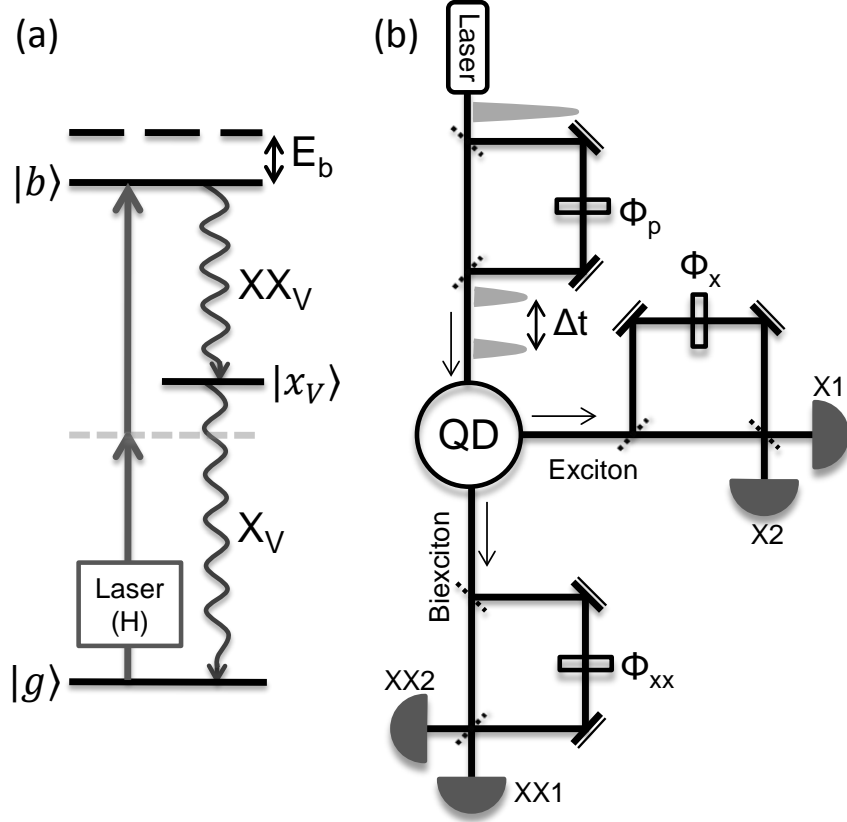 (a)
E_b
|b⟩
XX_V
|x_V⟩
X_V
Laser
(H)
|g⟩
(b)
Laser
Φ_p
Δt
Φ_x
QD
Exciton
X1
X2
Biexciton
Φ_xx
XX2
XX1